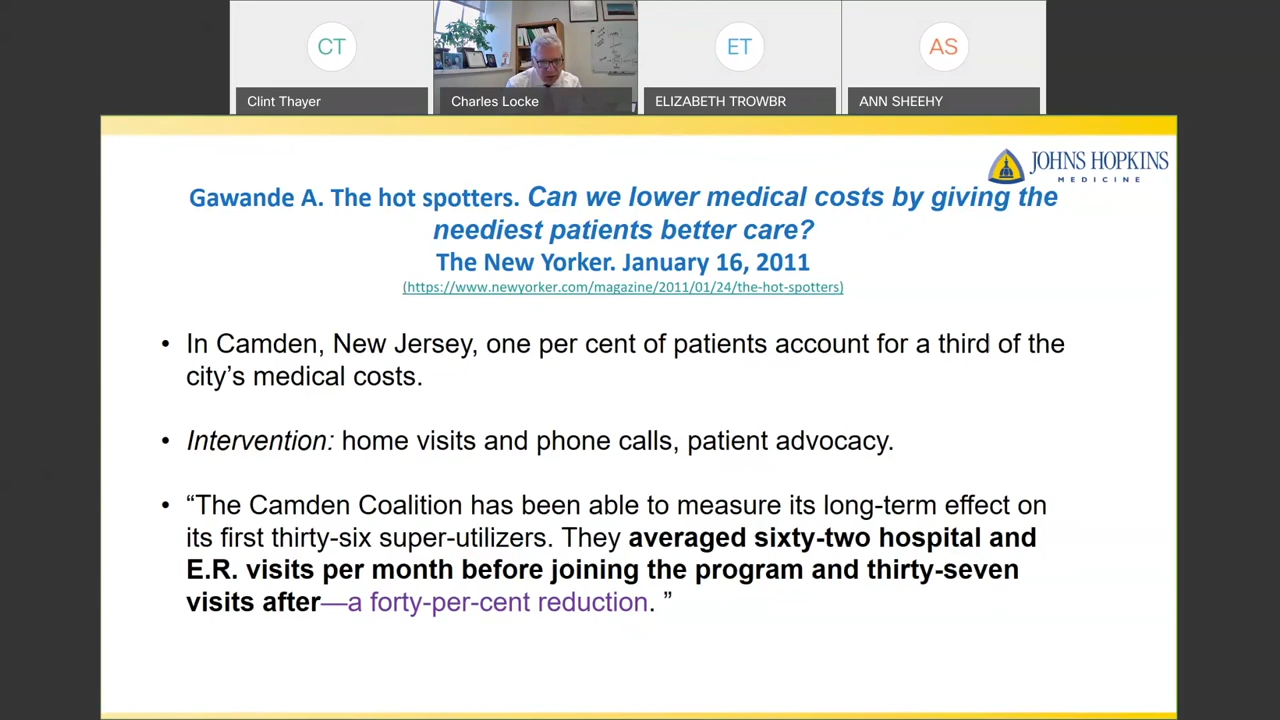 CT
ET
AS
Clint Thayer
Charles Locke
ELIZABETH TROWBR
ANN SHEEHY
JOHNS HOPKINS
MEDICINE
Gawande A. The hot spotters. Can we lower medical costs by giving the
neediest patients better care?
The New Yorker. January 16, 2011
(https://www.newyorker.com/magazine/2011/01/24/the-hot-spotters)
• In Camden, New Jersey, one per cent of patients account for a third of the
city’s medical costs.
• Intervention: home visits and phone calls, patient advocacy.
• “The Camden Coalition has been able to measure its long-term effect on
its first thirty-six super-utilizers. They averaged sixty-two hospital and
E.R. visits per month before joining the program and thirty-seven
visits after—a forty-per-cent reduction. ”